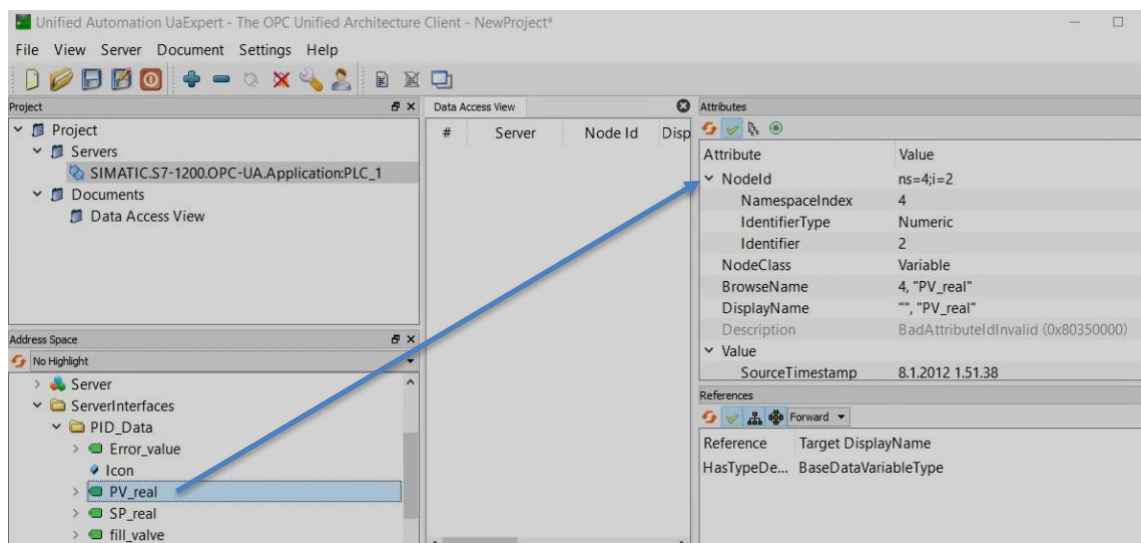 Unified Automation UaExpert - The OPC Unified Architecture Client - NewProject*
File View Server Document Settings Help
Project
Project
Servers
SIMATIC.S7-1200.OPC-UA.Application:PLC_1
Documents
Data Access View
Address Space
No Highlight
Server
ServerInterfaces
PID_Data
Error_value
Icon
PV_real
SP_real
fill_valve
Data Access View
# Server Node Id Disp
Attributes
Attribute Value
NodeId ns=4;i=2
NamespaceIndex 4
IdentifierType Numeric
Identifier 2
NodeClass Variable
BrowseName 4, "PV_real"
DisplayName "", "PV_real"
Description BadAttributeIdInvalid (0x80350000)
Value
SourceTimestamp 8.1.2012 1.51.38
References
Forward
Reference Target DisplayName
HasTypeDe... BaseDataVariableType